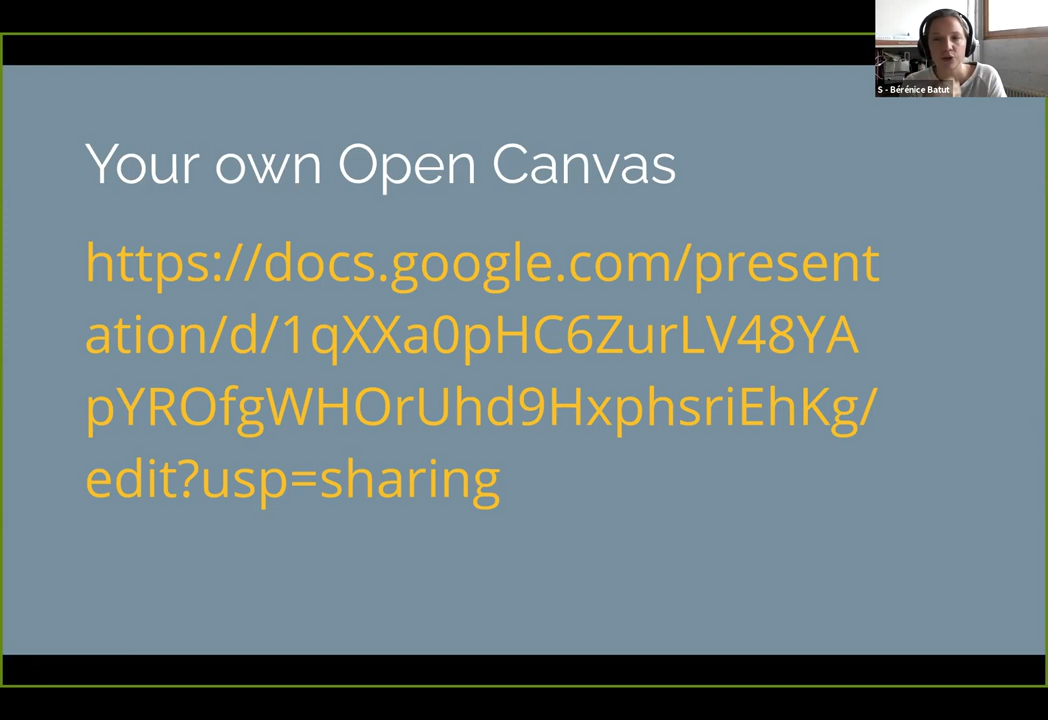 S - Bérénice Batut
Your own Open Canvas
https://docs.google.com/present
ation/d/1qXXa0pHC6ZurLV48YA
pYROfgWHOrUhd9HxphsriEhKg/
edit?usp=sharing